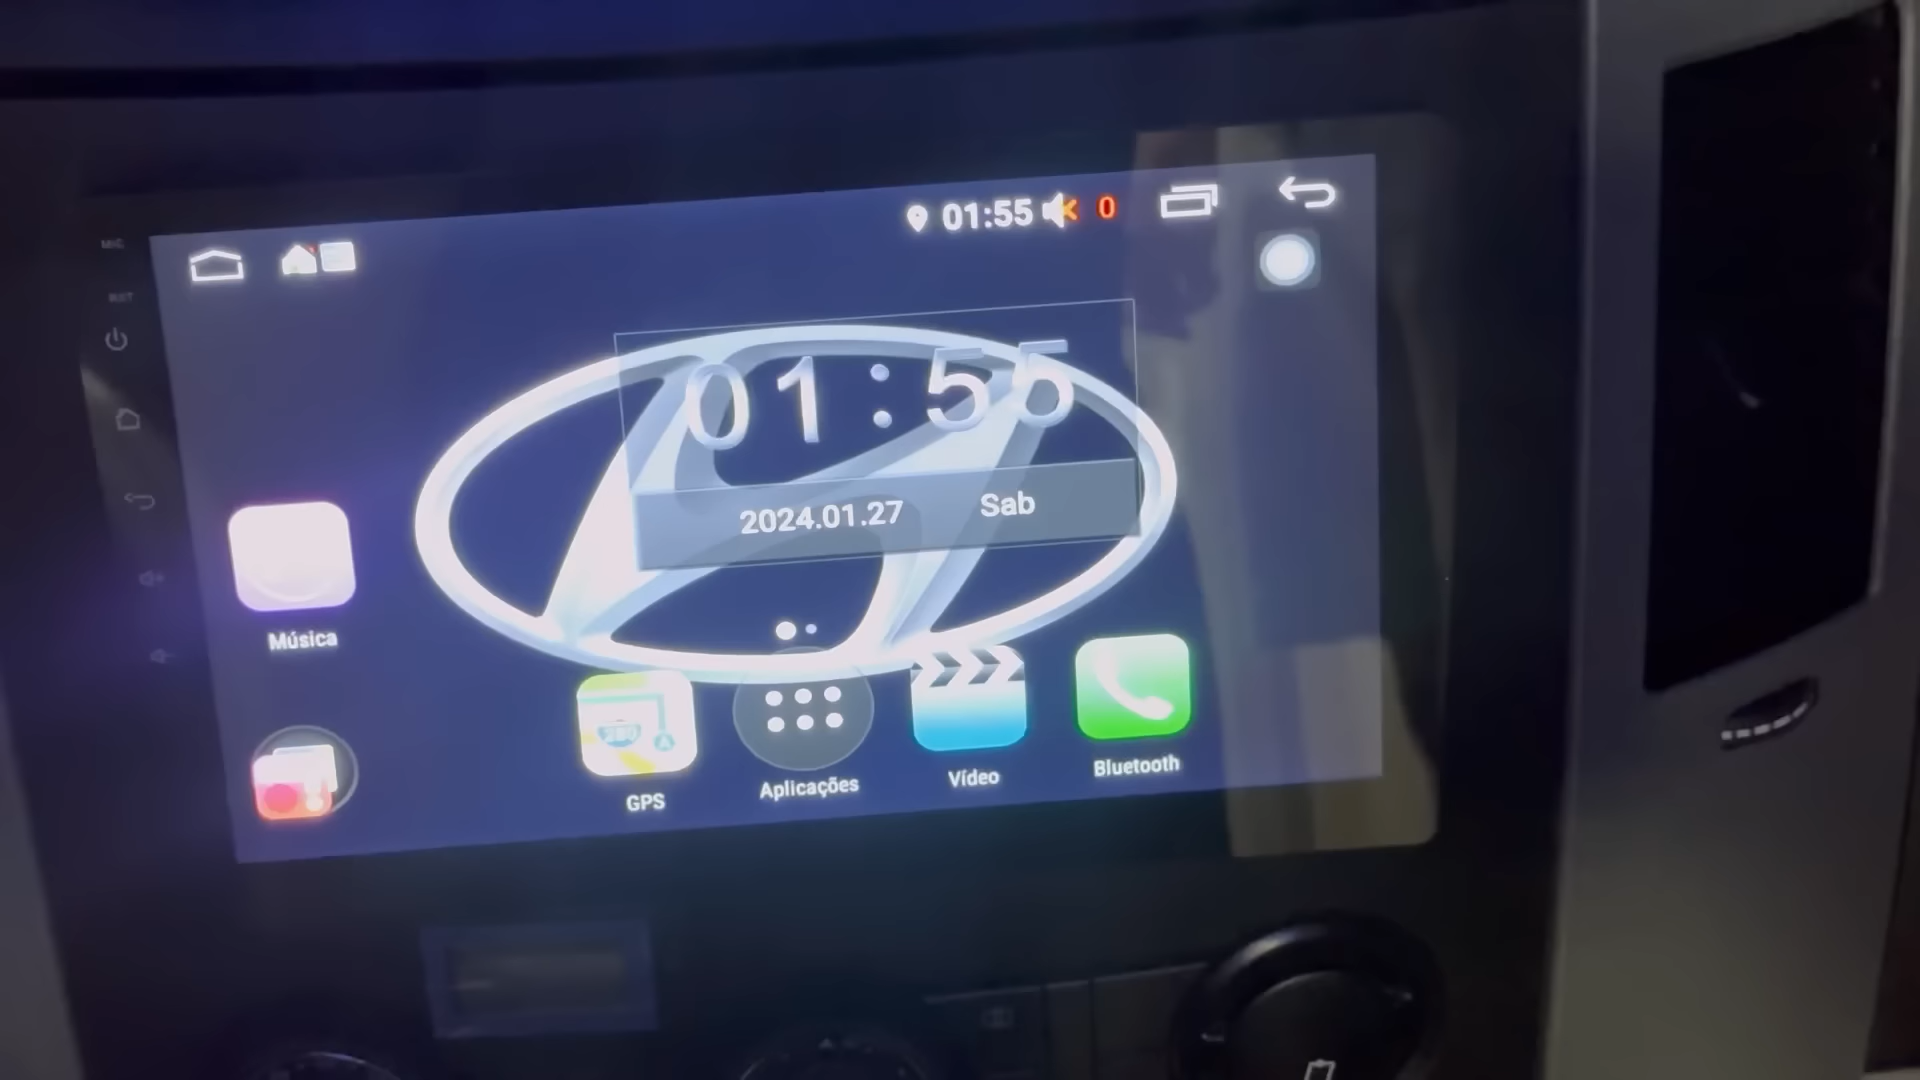 01:55 0
MIC
RST
01:55
2024.01.27 Sab
Música
GPS
Aplicações
Vídeo
Bluetooth